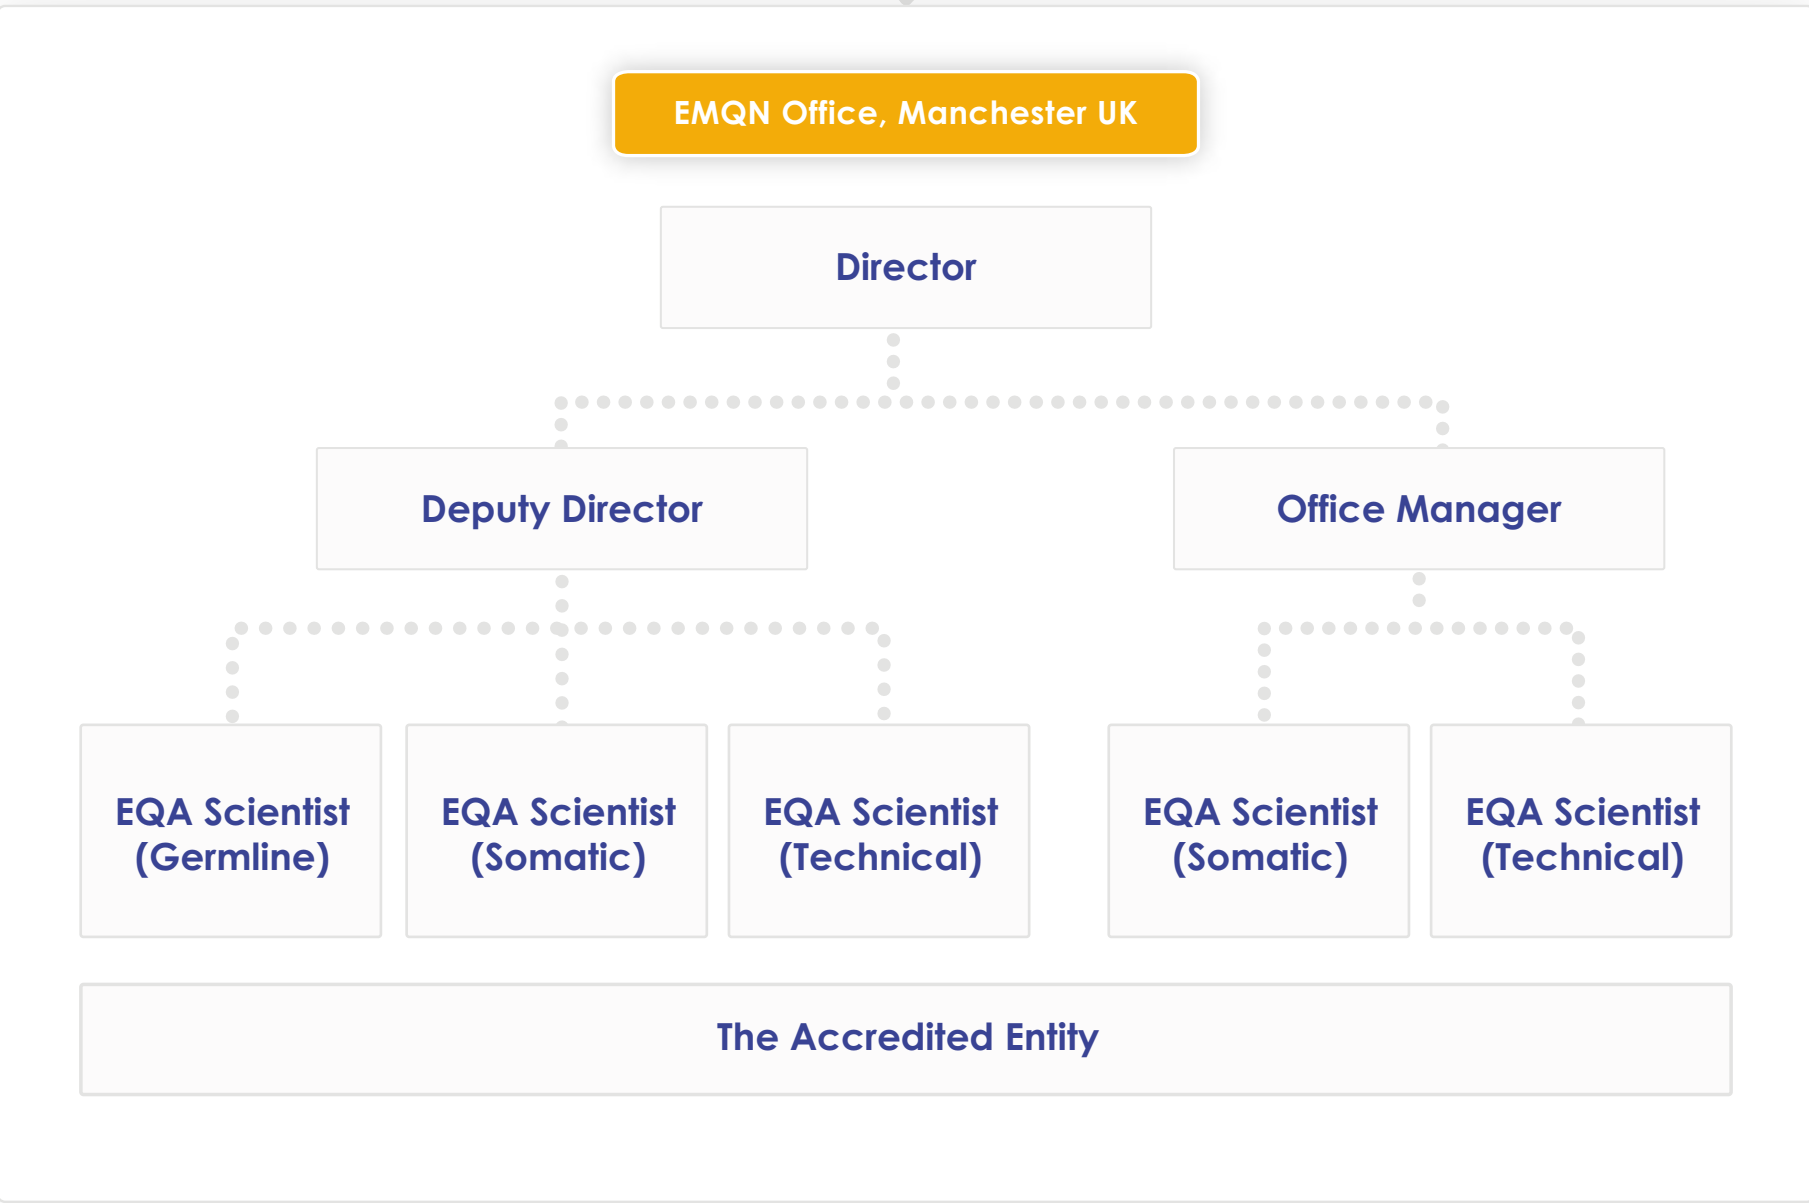 EMQN Office, Manchester UK
Director
Deputy Director
Office Manager
EQA Scientist
(Germline)
EQA Scientist
(Somatic)
EQA Scientist
(Technical)
EQA Scientist
(Somatic)
EQA Scientist
(Technical)
The Accredited Entity